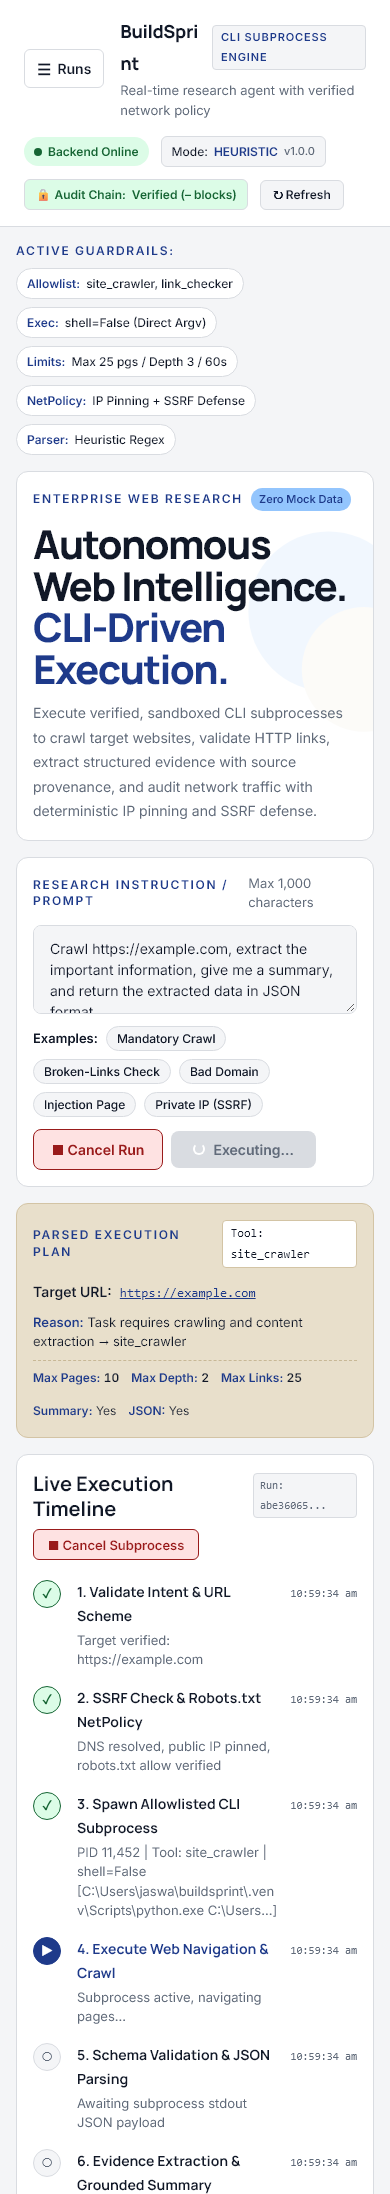 ☰ Runs
BuildSpri
nt
CLI SUBPROCESS
ENGINE
Real-time research agent with verified
network policy
Backend Online
Mode: HEURISTIC v1.0.0
🔒 Audit Chain: Verified (– blocks)
↻ Refresh
ACTIVE GUARDRAILS:
Allowlist: site_crawler, link_checker
Exec: shell=False (Direct Argv)
Limits: Max 25 pgs / Depth 3 / 60s
NetPolicy: IP Pinning + SSRF Defense
Parser: Heuristic Regex
ENTERPRISE WEB RESEARCH
Zero Mock Data
Autonomous
Web Intelligence.
CLI-Driven
Execution.
Execute verified, sandboxed CLI subprocesses
to crawl target websites, validate HTTP links,
extract structured evidence with source
provenance, and audit network traffic with
deterministic IP pinning and SSRF defense.
RESEARCH INSTRUCTION /
PROMPT
Max 1,000
characters
Crawl https://example.com, extract the
important information, give me a summary,
and return the extracted data in JSON
format
Examples:
Mandatory Crawl
Broken-Links Check
Bad Domain
Injection Page
Private IP (SSRF)
■ Cancel Run
Executing...
PARSED EXECUTION
PLAN
Tool:
site_crawler
Target URL: https://example.com
Reason: Task requires crawling and content
extraction → site_crawler
Max Pages: 10 Max Depth: 2 Max Links: 25
Summary: Yes JSON: Yes
Live Execution
Timeline
Run:
abe36065...
■ Cancel Subprocess
✓
1. Validate Intent & URL
Scheme
10:59:34 am
Target verified:
https://example.com
✓
2. SSRF Check & Robots.txt
NetPolicy
10:59:34 am
DNS resolved, public IP pinned,
robots.txt allow verified
✓
3. Spawn Allowlisted CLI
Subprocess
10:59:34 am
PID 11,452 | Tool: site_crawler |
shell=False
[C:\Users\jaswa\buildsprint\.ven
v\Scripts\python.exe C:\Users...]
▶
4. Execute Web Navigation &
Crawl
10:59:34 am
Subprocess active, navigating
pages...
○
5. Schema Validation & JSON
Parsing
10:59:34 am
Awaiting subprocess stdout
JSON payload
○
6. Evidence Extraction &
Grounded Summary
10:59:34 am